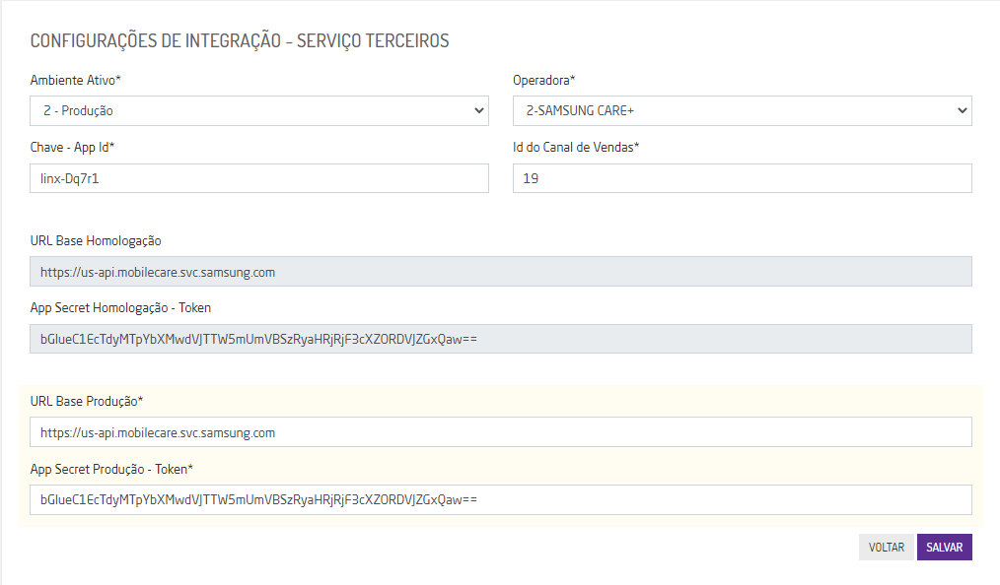 CONFIGURAÇÕES DE INTEGRAÇÃO - SERVIÇO TERCEIROS
Ambiente Ativo* Operadora*
2 - Produção 2-SAMSUNG CARE+
Chave - App Id* Id do Canal de Vendas*
linx-Dq7r1 19
URL Base Homologação
https://us-api.mobilecare.svc.samsung.com
App Secret Homologação - Token
bGlueC1EcTdyMTpYbXMwdVJTTW5mUmVBSzRyaHRjRjF3cXZORDVJZGxQaw==
URL Base Produção*
https://us-api.mobilecare.svc.samsung.com
App Secret Produção - Token*
bGlueC1EcTdyMTpYbXMwdVJTTW5mUmVBSzRyaHRjRjF3cXZORDVJZGxQaw==
VOLTAR SALVAR